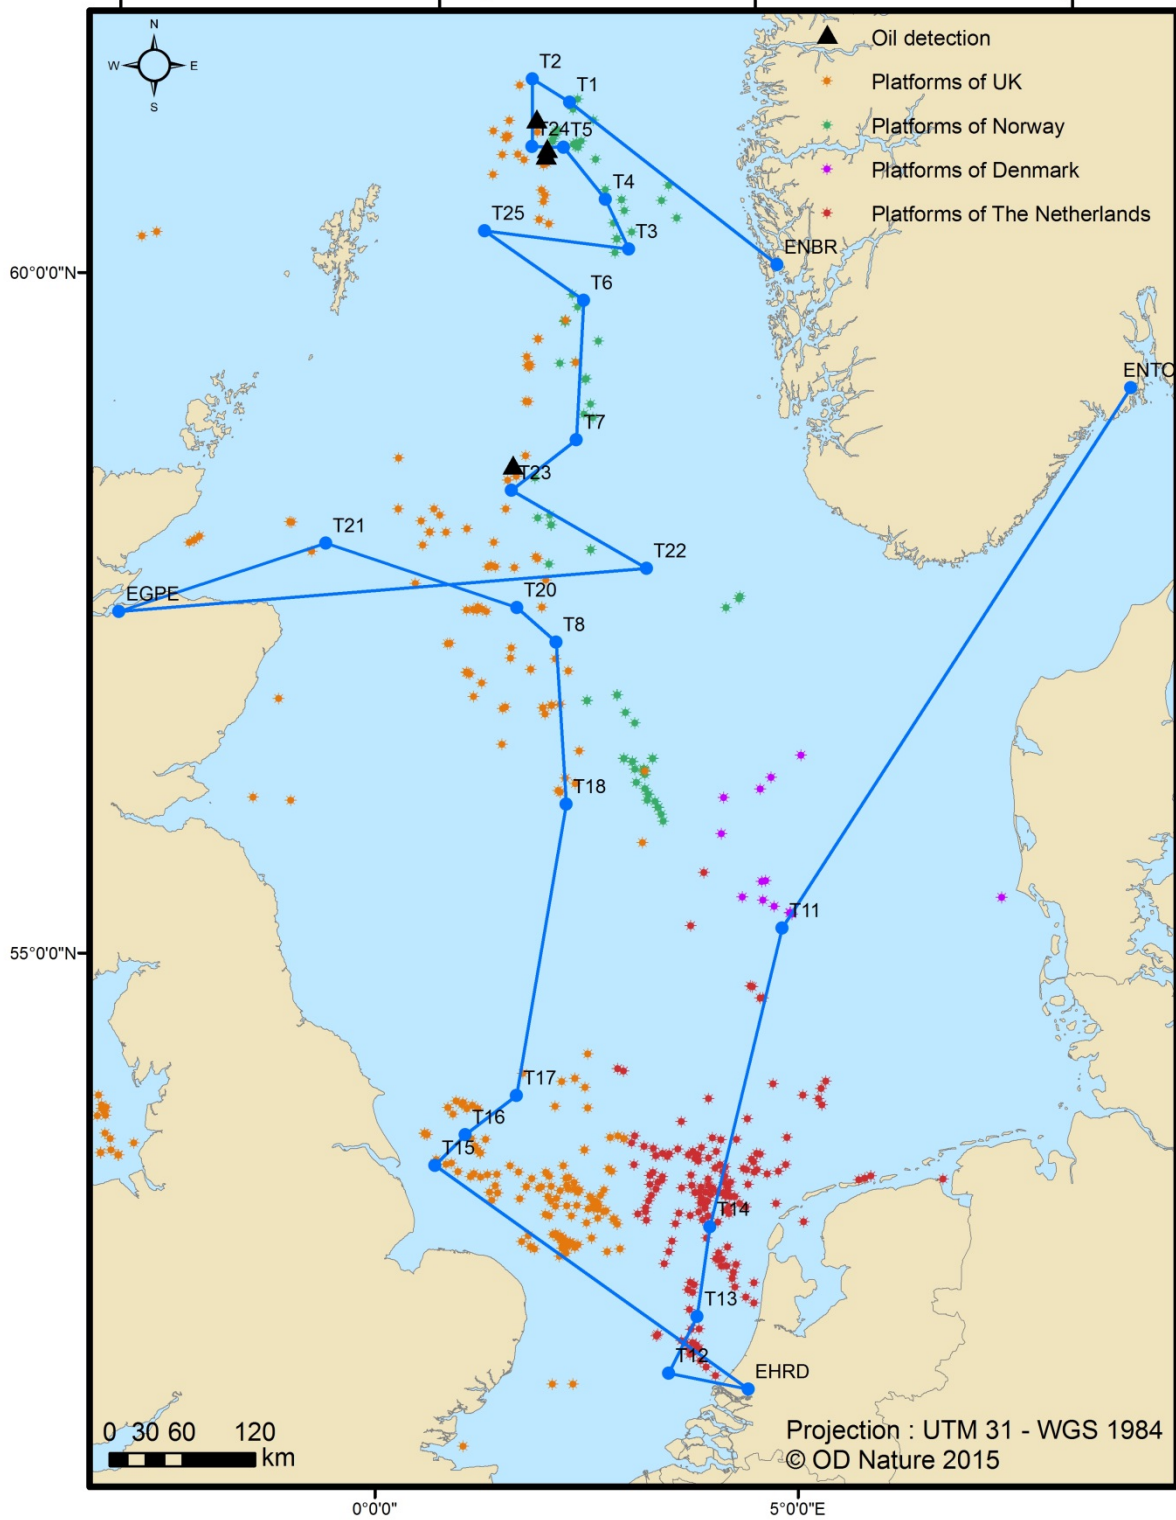 N
W E
S
Oil detection
Platforms of UK
Platforms of Norway
Platforms of Denmark
Platforms of The Netherlands
T2
T1
T24 T5
T4
T25
T3
ENBR
60°0'0"N
T6
ENTO
T7
T23
T21
T22
EGPE
T20
T8
T18
T11
55°0'0"N
T17
T16
T15
T14
T13
T12
EHRD
0 30 60 120
km
Projection : UTM 31 - WGS 1984
© OD Nature 2015
0°0'0"
5°0'0"E